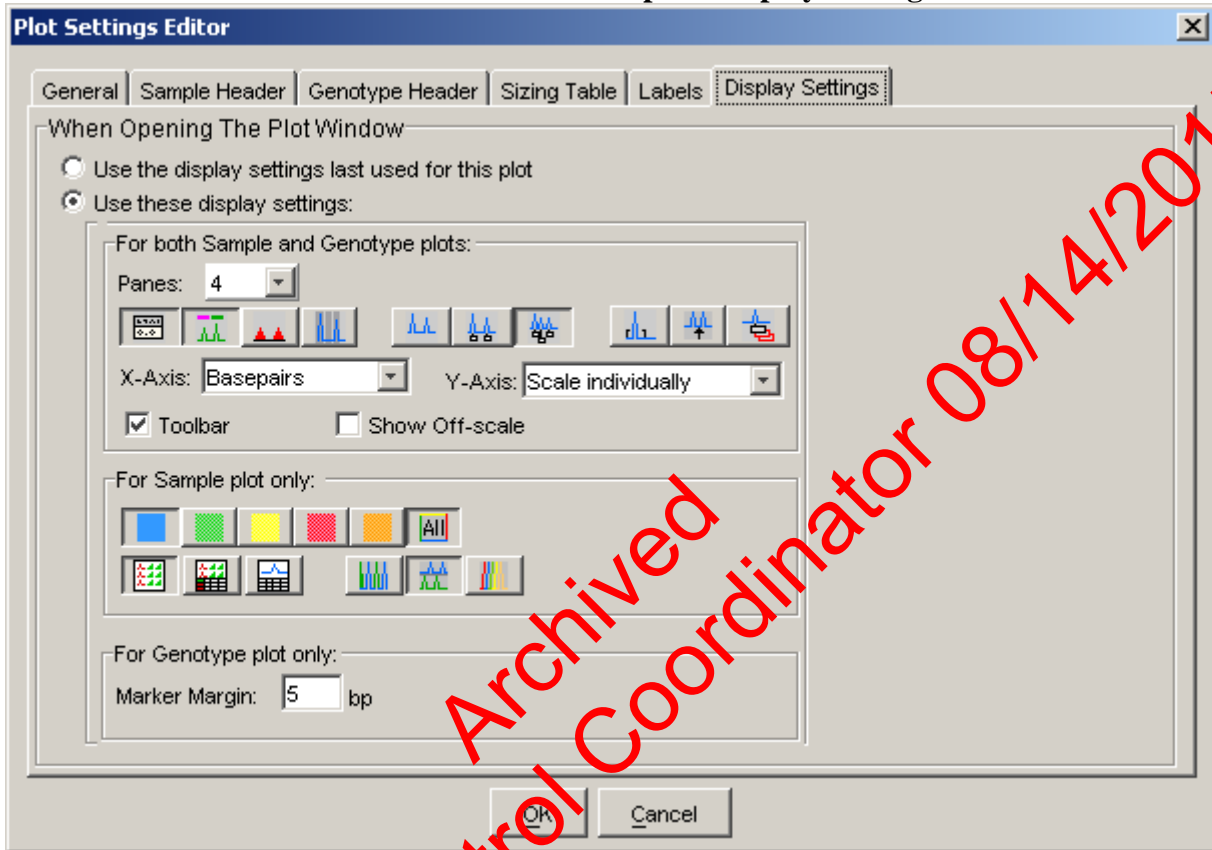 Plot Settings Editor
General Sample Header Genotype Header Sizing Table Labels Display Settings
When Opening The Plot Window
Use the display settings last used for this plot
Use these display settings:
For both Sample and Genotype plots:
Panes: 4
X-Axis: Basepairs Y-Axis: Scale individually
Toolbar Show Off-scale
For Sample plot only:
All
For Genotype plot only:
Marker Margin: 5 bp
OK Cancel
Archived
Coordinator 08/14/201